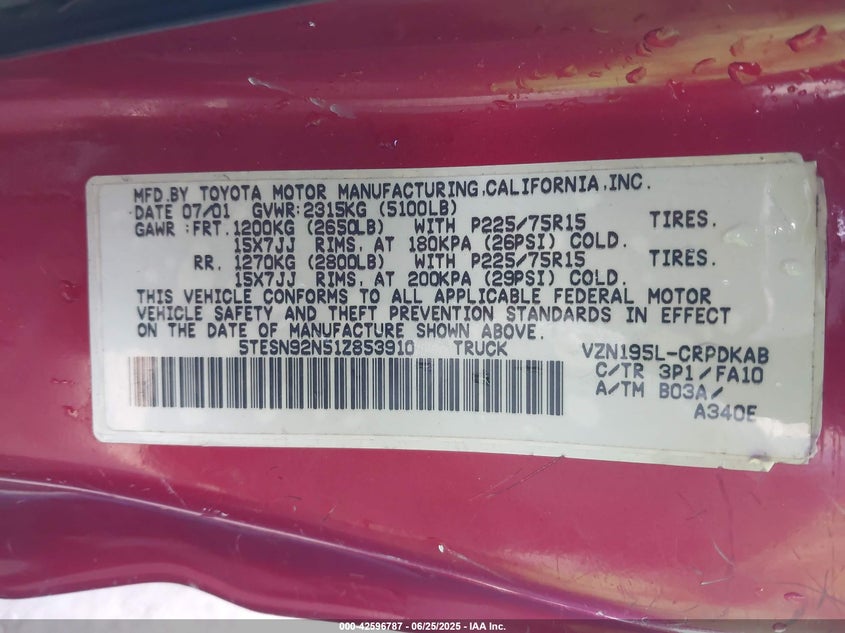 MFD.BY TOYOTA MOTOR MANUFACTURING,CALIFORNIA,INC.
DATE 07/01 GVWR:2315KG (5100LB)
GAWR :FRT.1200KG (2650LB) WITH P225/75R15 TIRES.
15X7JJ RIMS, AT 180KPA (26PSI) COLD.
RR. 1270KG (2800LB) WITH P225/75R15 TIRES.
15X7JJ RIMS, AT 200KPA (29PSI) COLD.
THIS VEHICLE CONFORMS TO ALL APPLICABLE FEDERAL MOTOR
VEHICLE SAFETY AND THEFT PREVENTION STANDARDS IN EFFECT
ON THE DATE OF MANUFACTURE SHOWN ABOVE.
5TESN92N51Z853910 TRUCK VZN195L-CRPDKAB
C/TR 3P1/FA10
A/TM B03A/
A340E
000-42596787 - 06/25/2025 - IAA Inc.